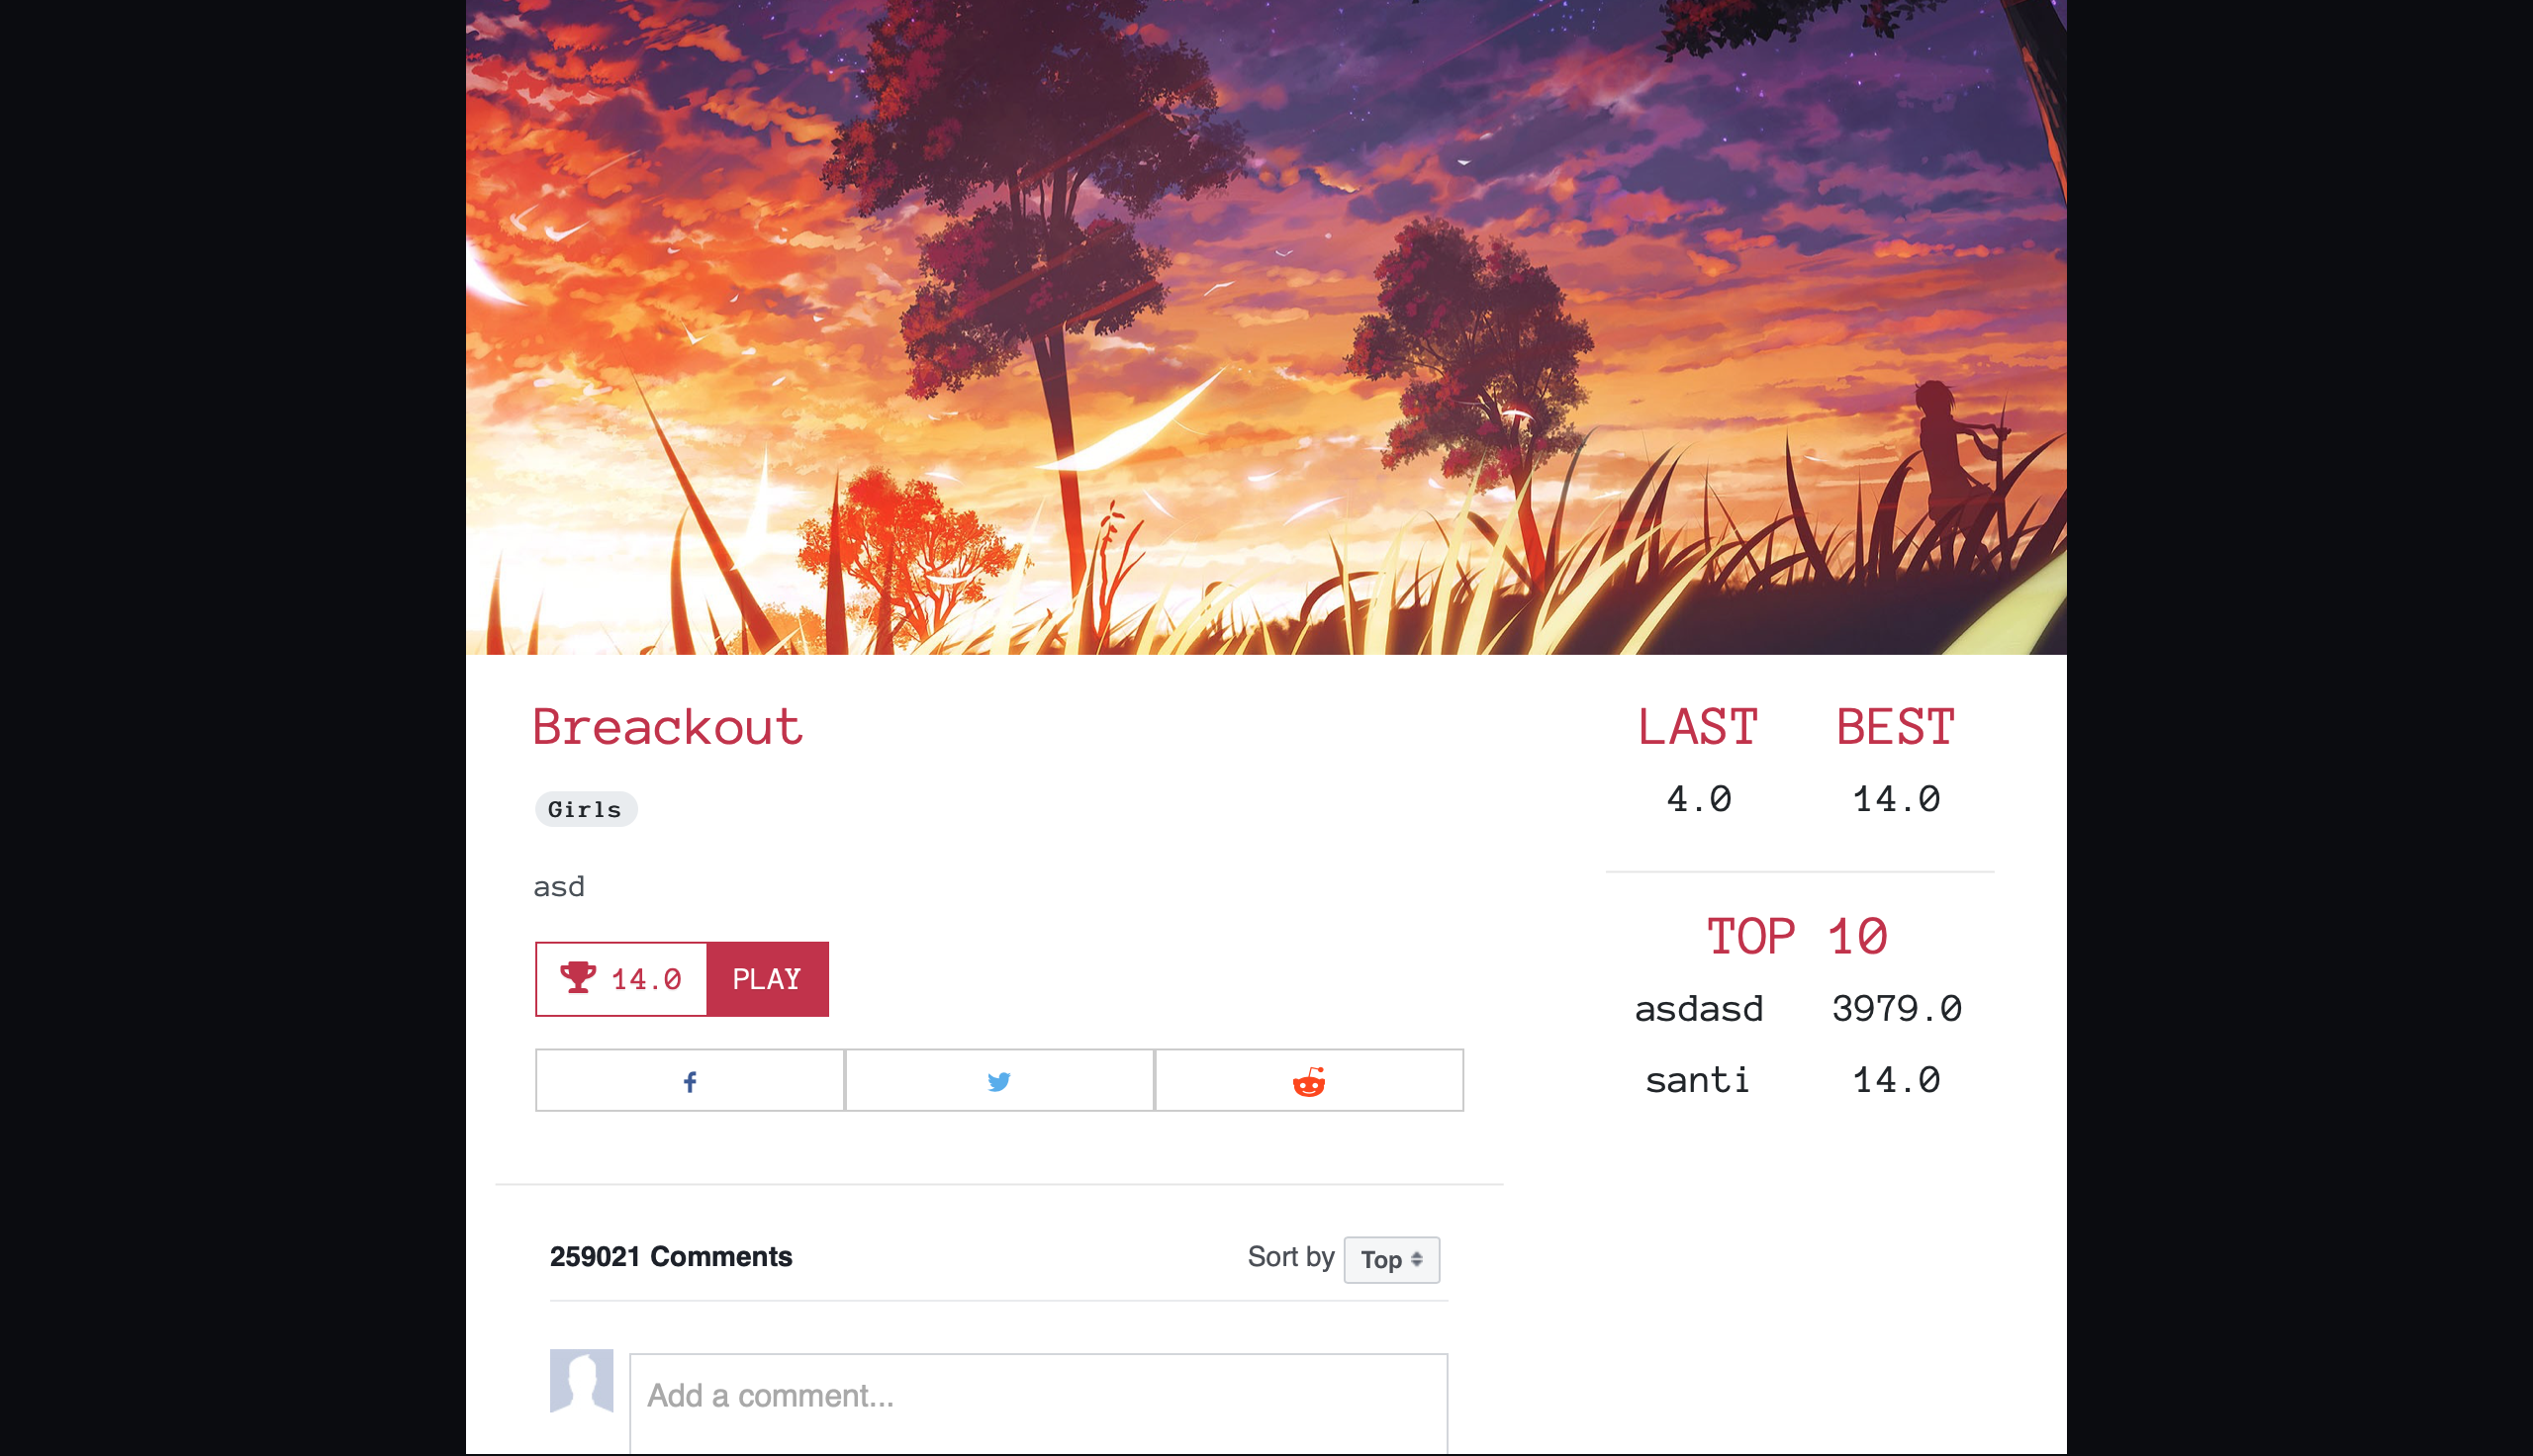 Breackout
Girls
asd
14.0 PLAY
LAST BEST
4.0 14.0
TOP 10
asdasd 3979.0
santi 14.0
259021 Comments
Sort by Top
Add a comment...